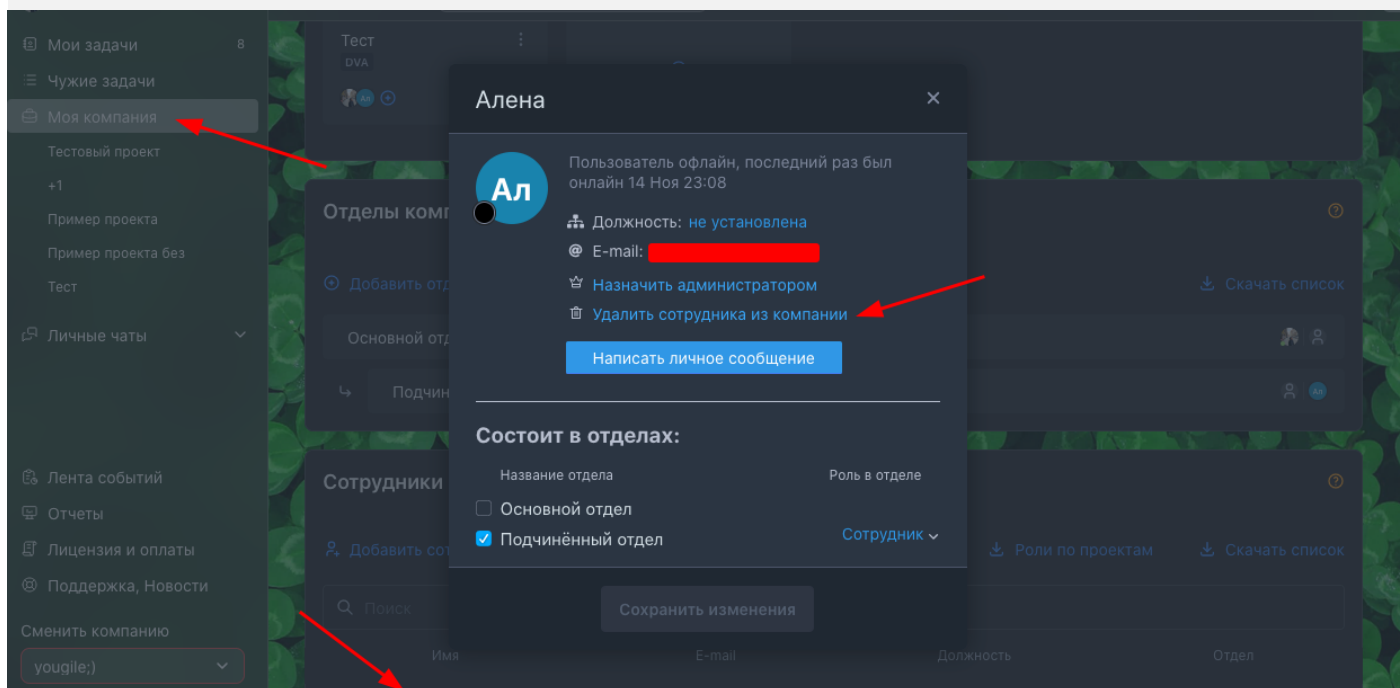 Мои задачи 8
Чужие задачи
Моя компания
Тестовый проект
+1
Пример проекта
Пример проекта без
Тест
Личные чаты
Лента событий
Отчеты
Лицензия и оплаты
Поддержка, Новости
Сменить компанию
yougile;)
Тест
DVA
Ал
Отделы комп
Добавить отд
Скачать список
Основной отд
Подчин
Ал
Сотрудники
Добавить сот
Роли по проектам
Скачать список
Поиск
Имя E-mail Должность Отдел
Алена
Ал
Пользователь офлайн, последний раз был
онлайн 14 Ноя 23:08
Должность: не установлена
@ E-mail:
Назначить администратором
Удалить сотрудника из компании
Написать личное сообщение
Состоит в отделах:
Название отдела Роль в отделе
Основной отдел
Подчинённый отдел Сотрудник
Сохранить изменения